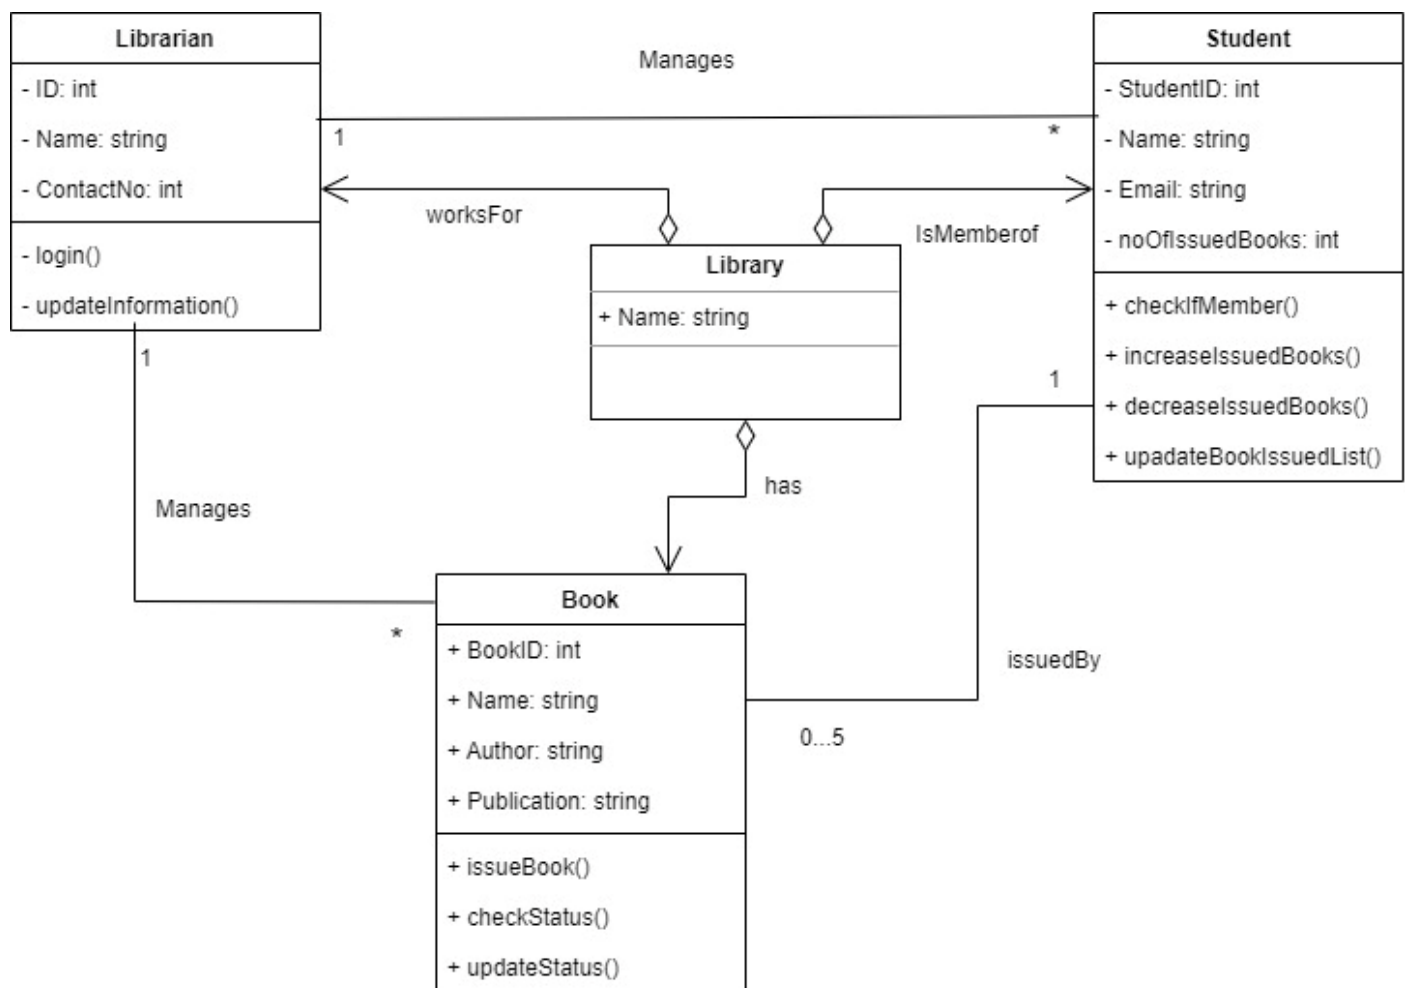 Librarian
- ID: int
- Name: string
- ContactNo: int
- login()
- updateInformation()
Manages
1
*
Student
- StudentID: int
- Name: string
- Email: string
- noOfIssuedBooks: int
+ checkIfMember()
+ increaseIssuedBooks()
+ decreaseIssuedBooks()
+ upadateBookIssuedList()
worksFor
IsMemberof
Library
+ Name: string
1
Manages
*
has
1
issuedBy
0...5
Book
+ BookID: int
+ Name: string
+ Author: string
+ Publication: string
+ issueBook()
+ checkStatus()
+ updateStatus()